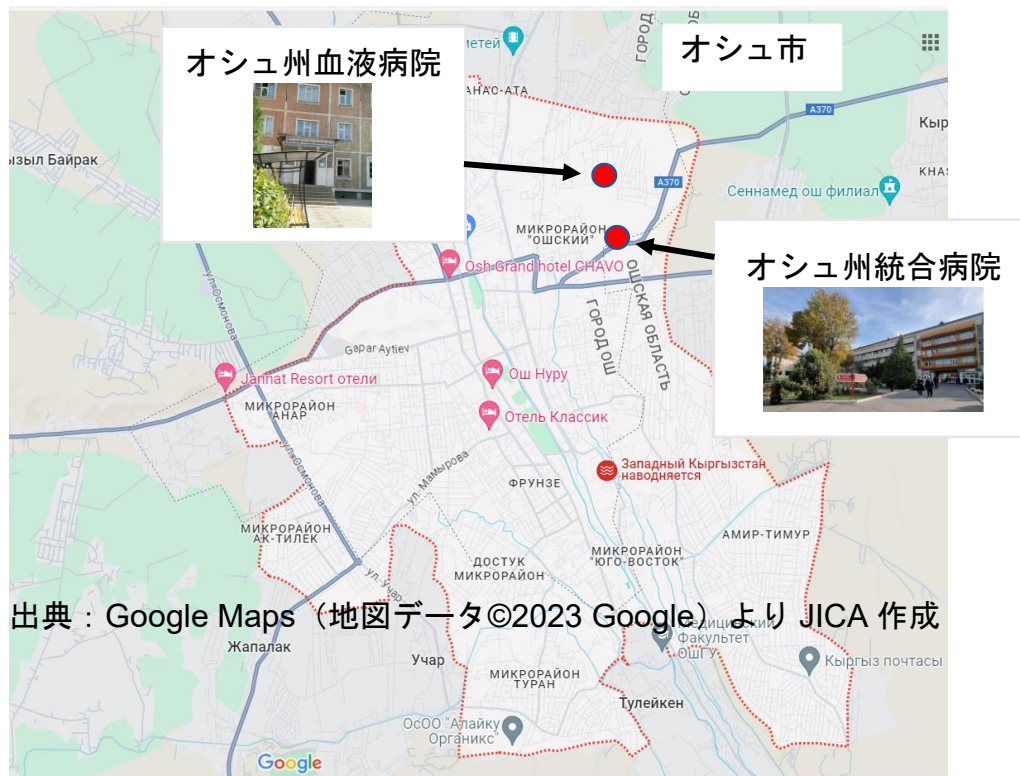 オシュ州血液病院
オシュ市
метей
ГОРОД
АНАС-АТА
A370
Кыр
ызыл Байрак
A370
КНА
Сеннамед ош филиал
МИКРОРАЙОН
"ОШСКИЙ"
オシュ州統合病院
Osh Grand hotel CHAVO
ул. Осмонова
ГОРОД ОШ
ОШСКАЯ ОБЛАСТЬ
Gapar Aytiev
Jannat Resort отели
Ош Нуру
МИКРОРАЙОН
АНАР
Отель Классик
ул. Осмонова
ул. Мамырова
Западный Кыргызстан
наводняется
ФРУНЗЕ
МИКРОРАЙОН
АК-ТИЛЕК
АМИР-ТИМУР
МИКРОРАЙОН
"ЮГО-ВОСТОК"
ДОСТУК
МИКРОРАЙОН
ул. Учар
出典：Google Maps（地図データ©2023 Google）より JICA 作成
Медицинский
Факультет
ОшГУ
Жапалак
Учар
Кыргыз почтасы
МИКРОРАЙОН
ТУРАН
Тулейкен
ОсОО "Алайку
Органикс"
Google